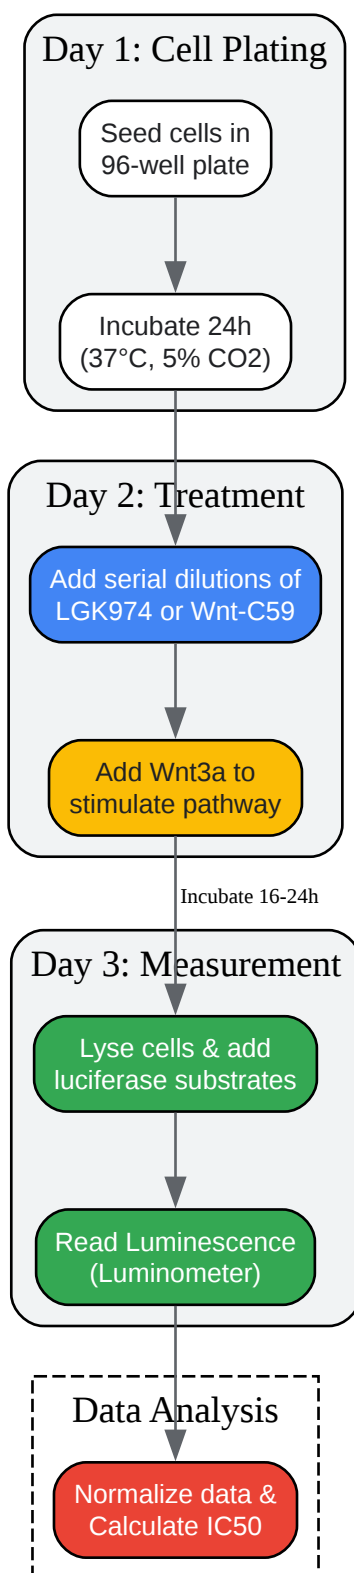 Day 1: Cell Plating
Seed cells in
96-well plate
Incubate 24h
(37°C, 5% CO2)
Day 2: Treatment
Add serial dilutions of
LGK974 or Wnt-C59
Add Wnt3a to
stimulate pathway
Incubate 16-24h
Day 3: Measurement
Lyse cells & add
luciferase substrates
Read Luminescence
(Luminometer)
Data Analysis
Normalize data &
Calculate IC50